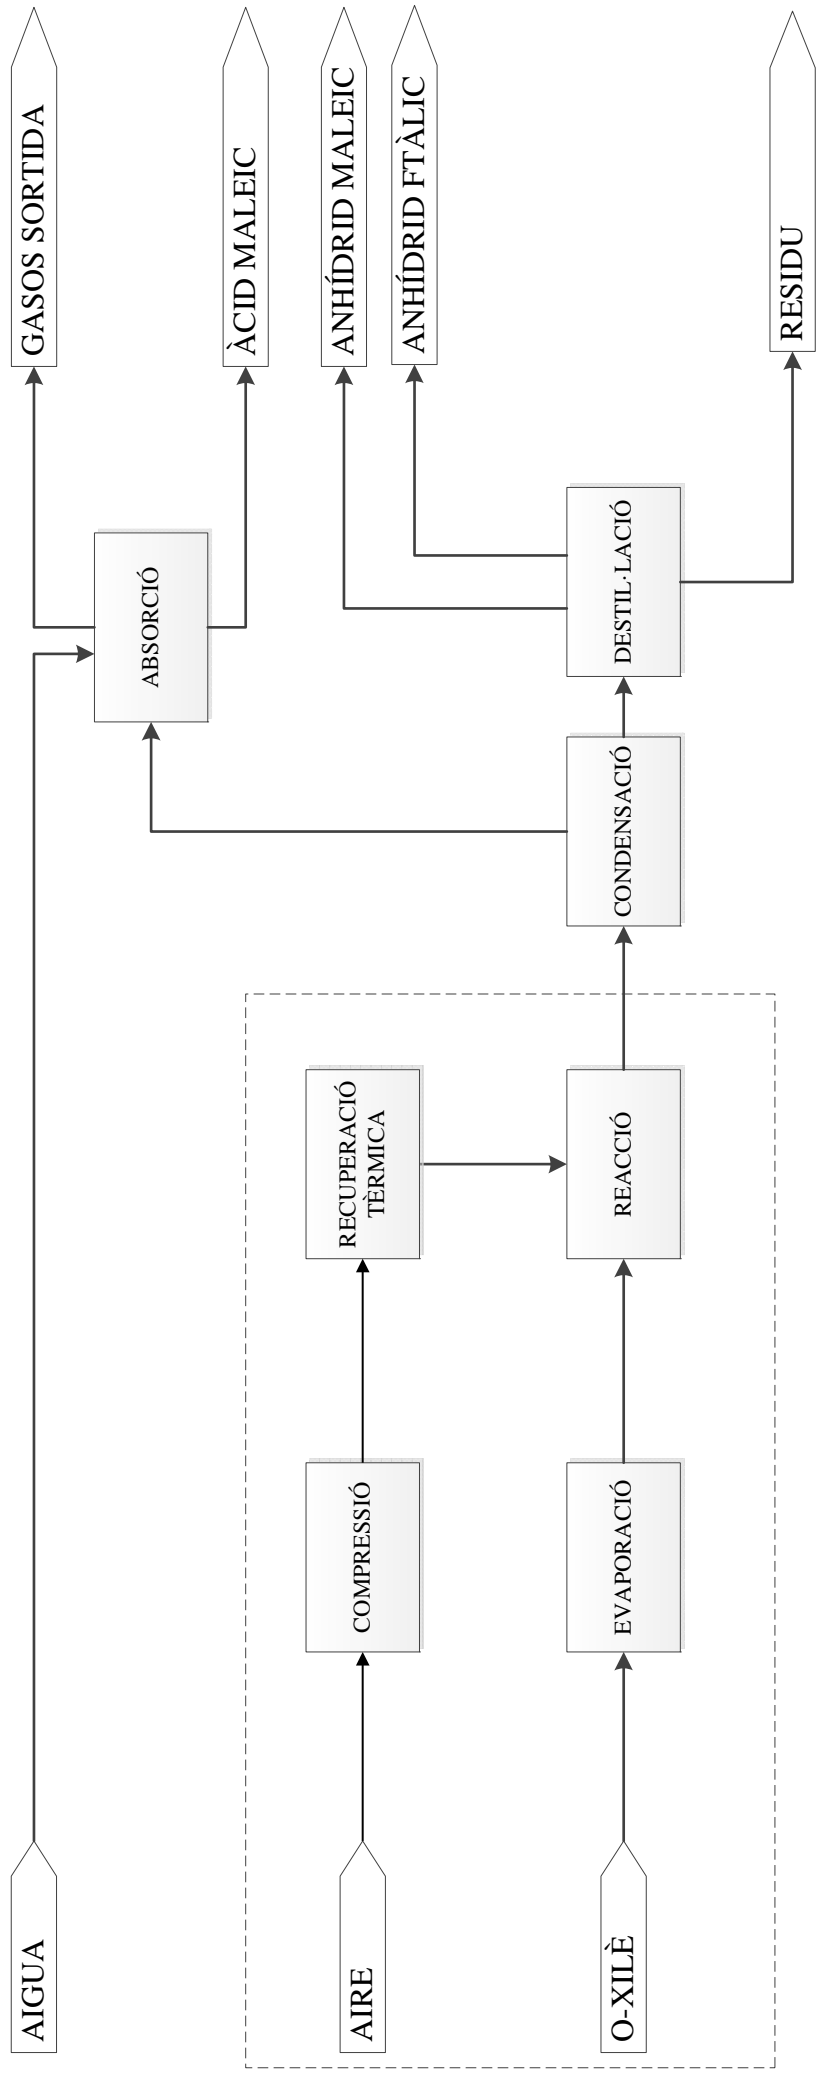 AIGUA
GASOS SORTIDA
ABSORCIÓ
ÀCID MALEIC
AIRE
COMPRESSIÓ
RECUPERACIÓ
TÈRMICA
ANHÍDRID MALEIC
ANHÍDRID FTÀLIC
O-XILÈ
EVAPORACIÓ
REACCIÓ
CONDENSACIÓ
DESTIL·LACIÓ
RESIDU